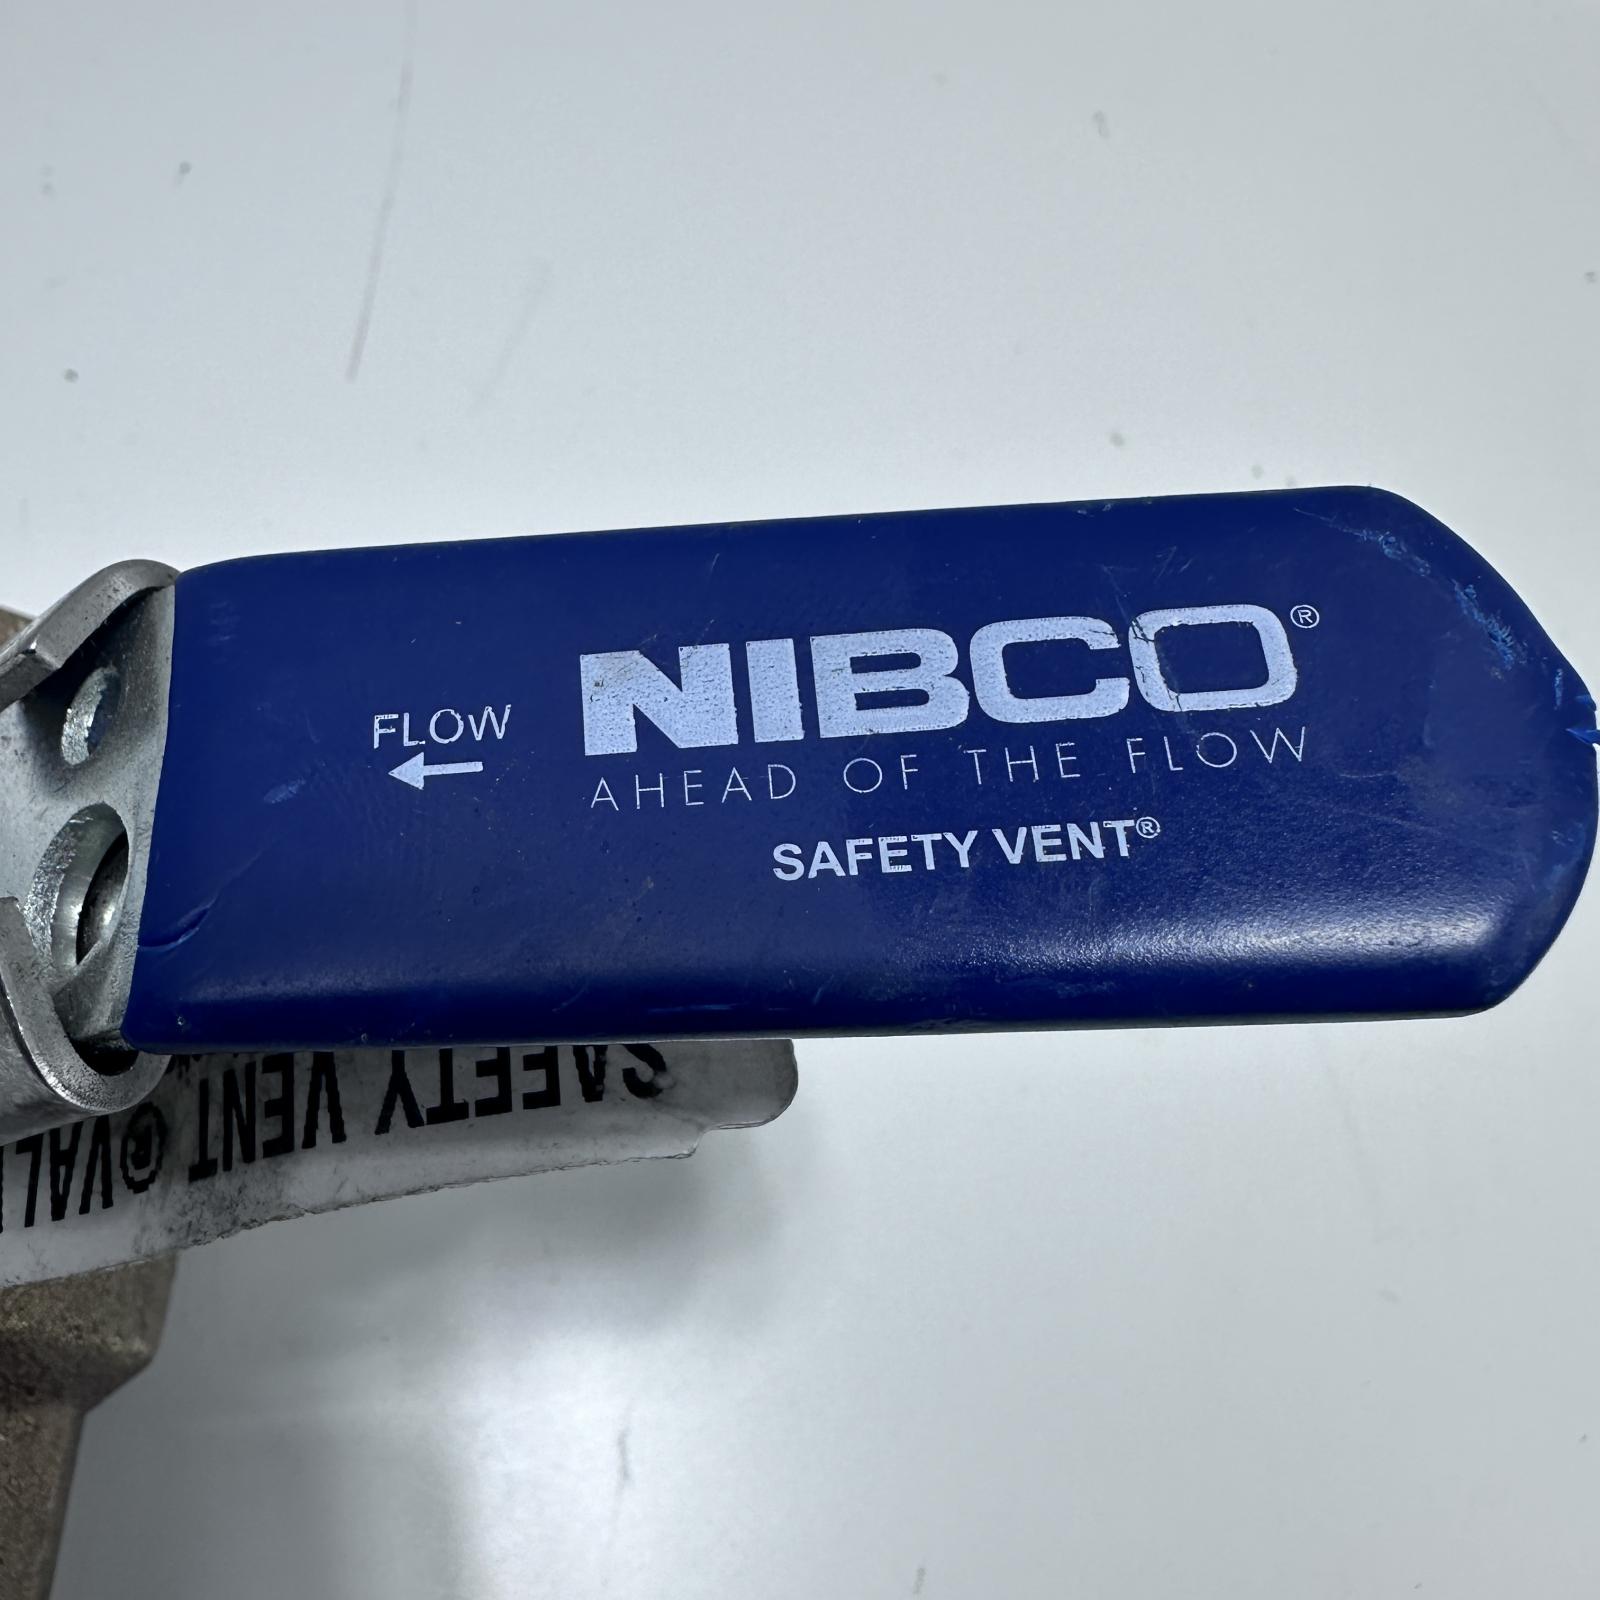 NIBCO®
FLOW
AHEAD OF THE FLOW
SAFETY VENT®
SAFETY VENT ®